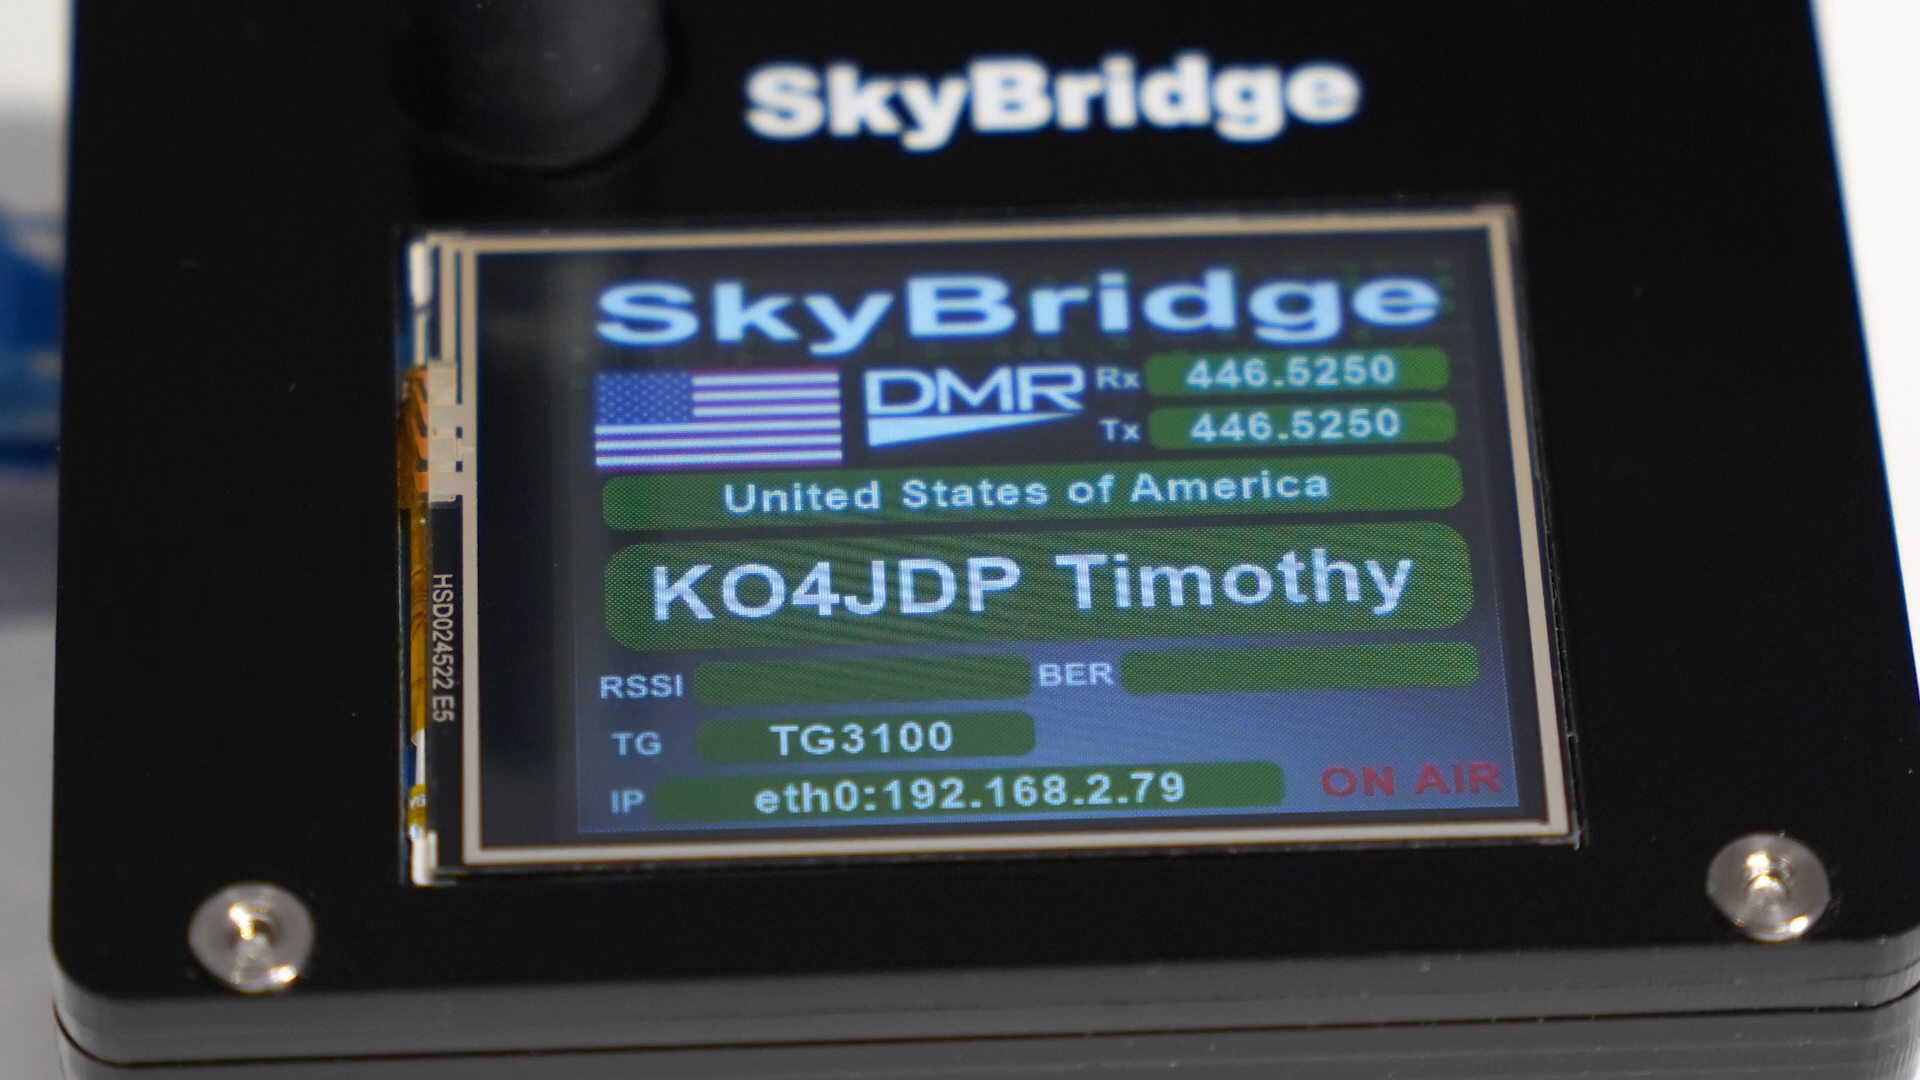 SkyBridge
SkyBridge
DMR
Rx 446.5250
Tx 446.5250
United States of America
KO4JDP Timothy
RSSI BER
TG TG3100
IP eth0:192.168.2.79 ON AIR
HSD024522 E5